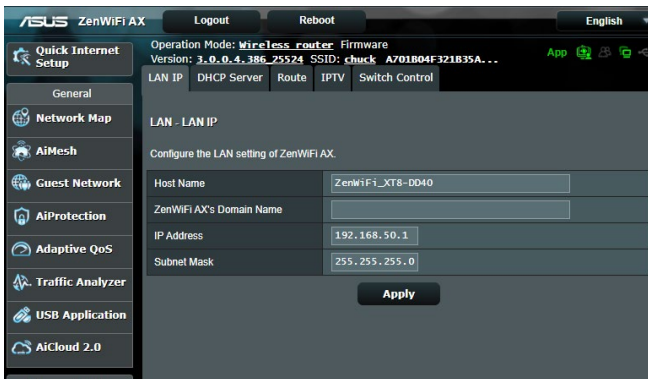 ASUS ZenWiFi AX Logout Reboot English
Quick Internet Setup
Operation Mode: Wireless router Firmware
Version: 3.0.0.4.386_25524 SSID: chuck A701B04F321B35A...
App
LAN IP DHCP Server Route IPTV Switch Control
General
Network Map
AiMesh
Guest Network
AiProtection
Adaptive QoS
Traffic Analyzer
USB Application
AiCloud 2.0
LAN - LAN IP
Configure the LAN setting of ZenWiFi AX.
Host Name ZenWiFi_XT8-DD40
ZenWiFi AX's Domain Name
IP Address 192.168.50.1
Subnet Mask 255.255.255.0
Apply